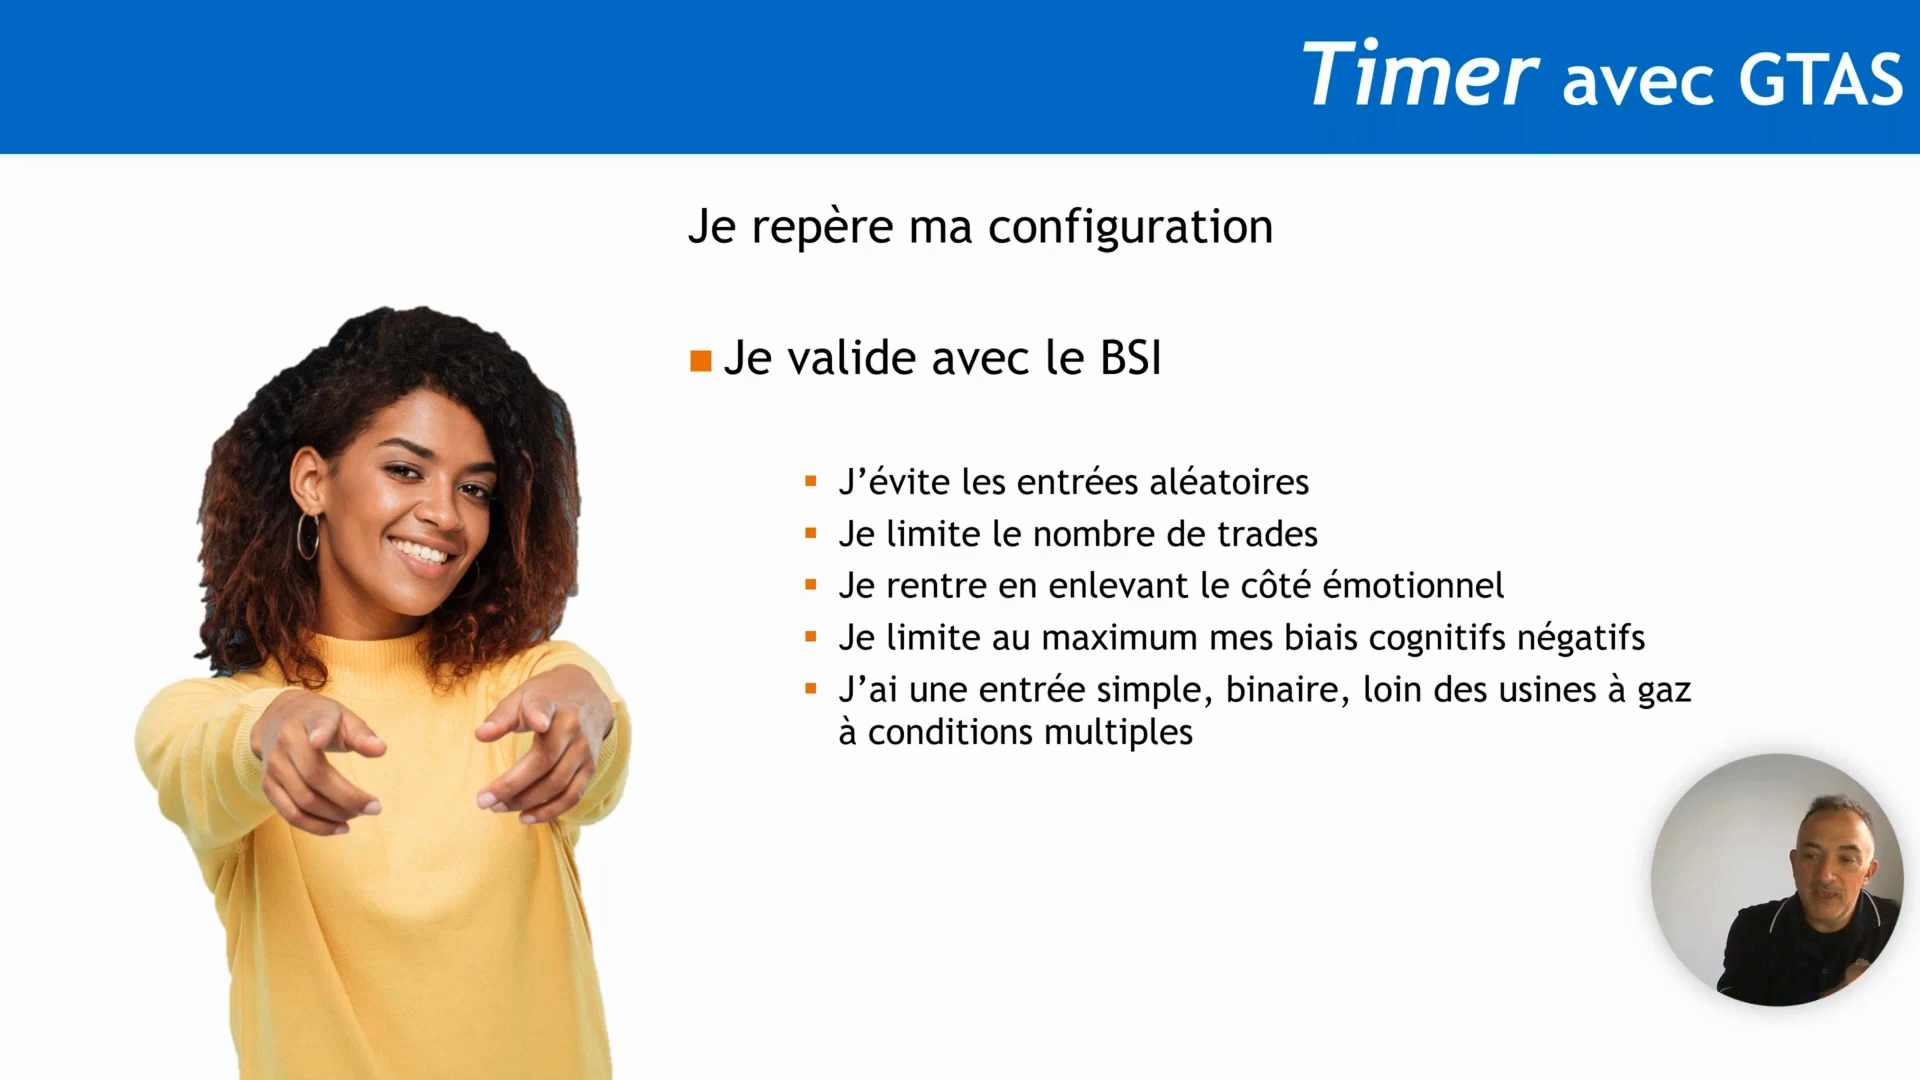 Timer avec GTAS
Je repère ma configuration
Je valide avec le BSI
J’évite les entrées aléatoires
Je limite le nombre de trades
Je rentre en enlevant le côté émotionnel
Je limite au maximum mes biais cognitifs négatifs
J’ai une entrée simple, binaire, loin des usines à gaz
à conditions multiples